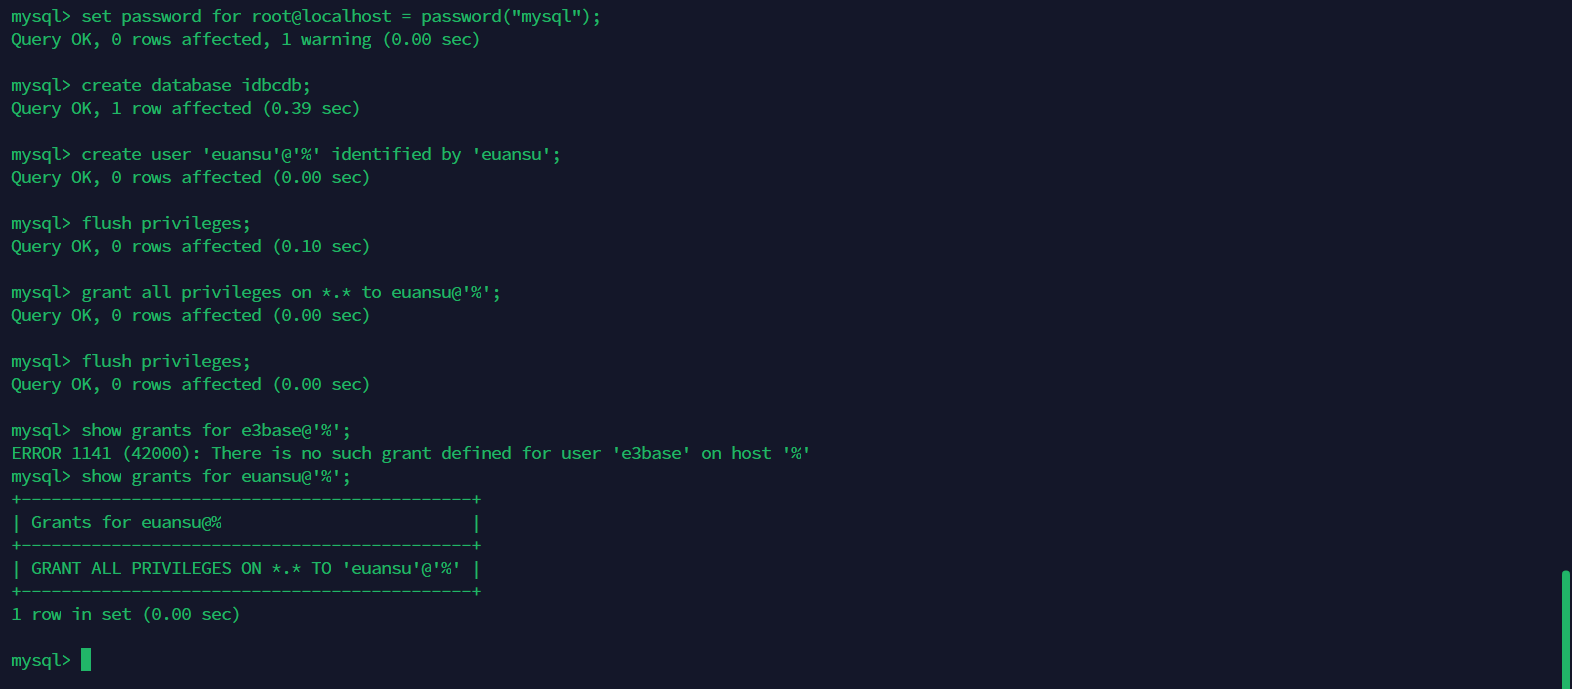 mysql> set password for root@localhost = password("mysql");
Query OK, 0 rows affected, 1 warning (0.00 sec)
mysql> create database idbcdb;
Query OK, 1 row affected (0.39 sec)
mysql> create user 'euansu'@'%' identified by 'euansu';
Query OK, 0 rows affected (0.00 sec)
mysql> flush privileges;
Query OK, 0 rows affected (0.10 sec)
mysql> grant all privileges on *.* to euansu@'%';
Query OK, 0 rows affected (0.00 sec)
mysql> flush privileges;
Query OK, 0 rows affected (0.00 sec)
mysql> show grants for e3base@'%';
ERROR 1141 (42000): There is no such grant defined for user 'e3base' on host '%'
mysql> show grants for euansu@'%';
+---------------------------------------------+
| Grants for euansu@%                         |
+---------------------------------------------+
| GRANT ALL PRIVILEGES ON *.* TO 'euansu'@'%' |
+---------------------------------------------+
1 row in set (0.00 sec)
mysql>